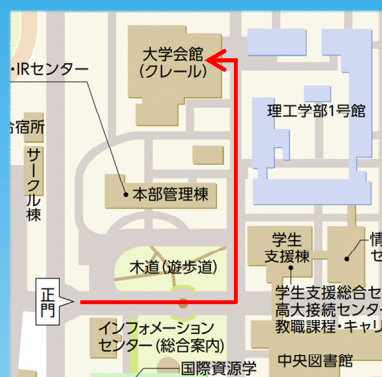 大学会館
(クレール)
・IRセンター
理工学部1号館
合宿所
サークル棟
本部管理棟
学生
支援棟
情
セ
木道(遊歩道)
正門
学生支援総合セ
高大接続センタ
教職課程・キャリ
インフォメーション
センター(総合案内)
中央図書館
国際資源学